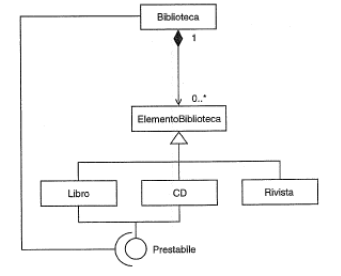 Biblioteca
1
0..*
ElementoBiblioteca
Libro
CD
Rivista
Prestabile